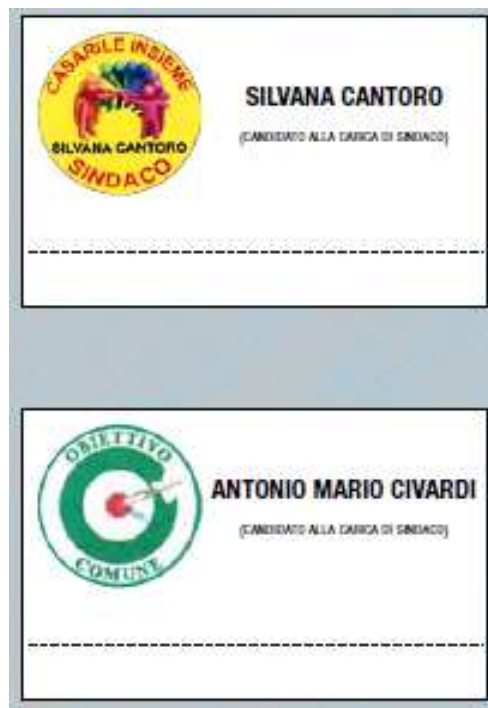 CASARILE INSIEME
SILVANA CANTORO
SINDACO
SILVANA CANTORO
(CANDIDATO ALLA CARICA DI SINDACO)
OBIETTIVO
COMUNE
ANTONIO MARIO CIVARDI
(CANDIDATO ALLA CARICA DI SINDACO)